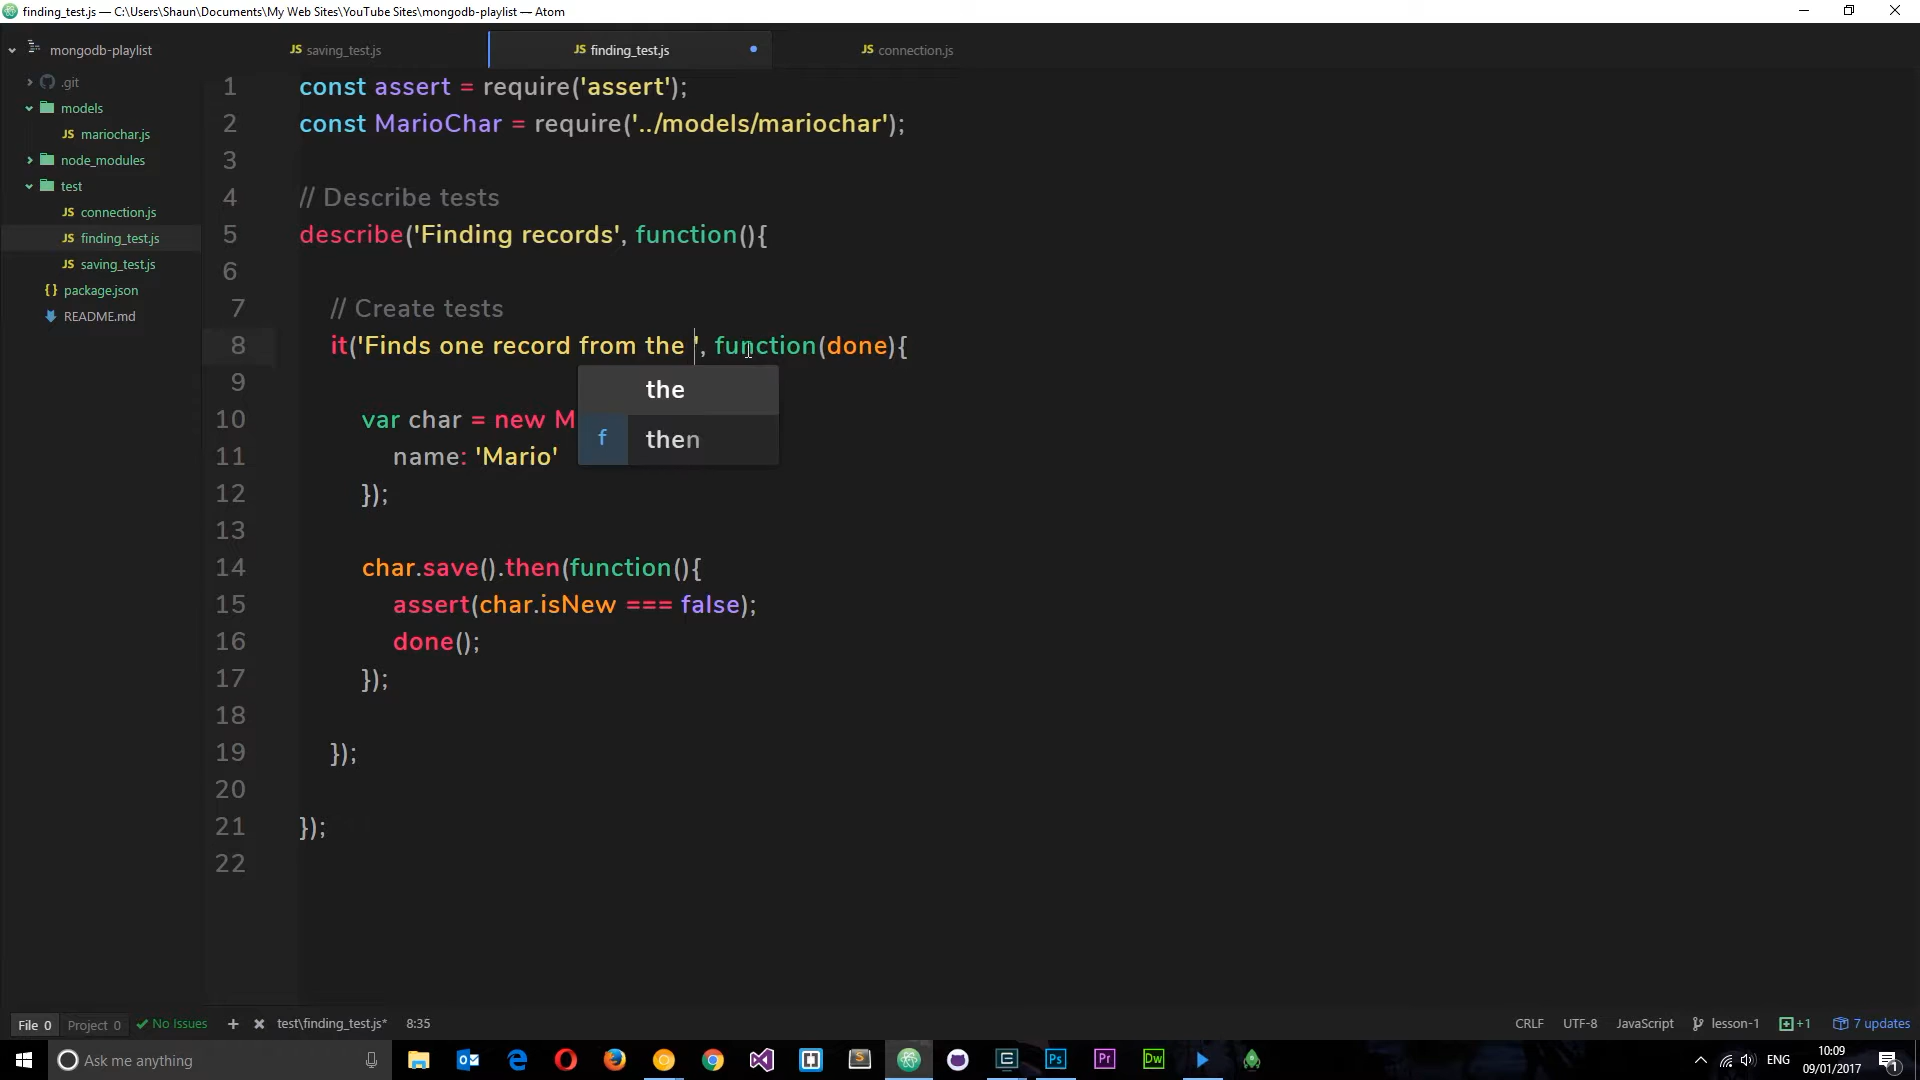 finding_test.js — C:\Users\Shaun\Documents\My Web Sites\YouTube Sites\mongodb-playlist — Atom
mongodb-playlist
.git
models
mariochar.js
node_modules
test
connection.js
finding_test.js
saving_test.js
package.json
README.md
JS saving_test.js
JS finding_test.js
JS connection.js
1 const assert = require('assert');
2 const MarioChar = require('../models/mariochar');
3
4 // Describe tests
5 describe('Finding records', function(){
6
7 // Create tests
8 it('Finds one record from the ', function(done){
9
the
10 var char = new M
f then
11 name: 'Mario'
12 });
13
14 char.save().then(function(){
15 assert(char.isNew === false);
16 done();
17 });
18
19 });
20
21 });
22
File 0 Project 0 No Issues + test\finding_test.js* 8:35 CRLF UTF-8 JavaScript lesson-1 +1 7 updates
Ask me anything
Ps Pr Dw
ENG
10:09
09/01/2017